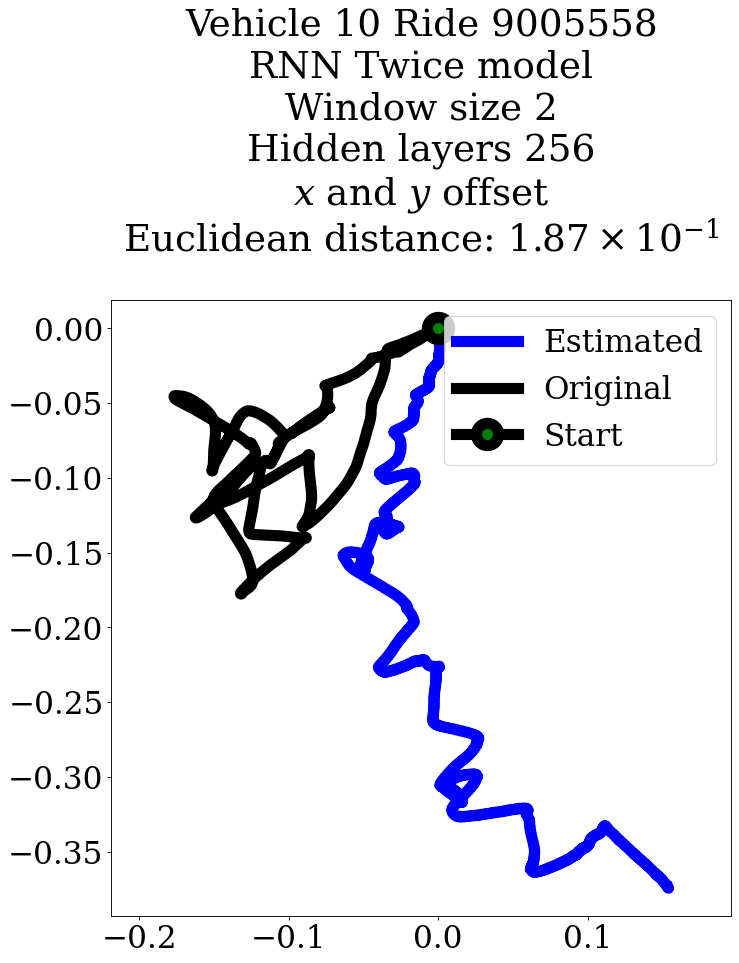 Vehicle 10 Ride 9005558
RNN Twice model
Window size 2
Hidden layers 256
x and y offset
Euclidean distance: 1.87 × 10⁻¹
Estimated
Original
Start
0.00
−0.05
−0.10
−0.15
−0.20
−0.25
−0.30
−0.35
−0.2 −0.1 0.0 0.1